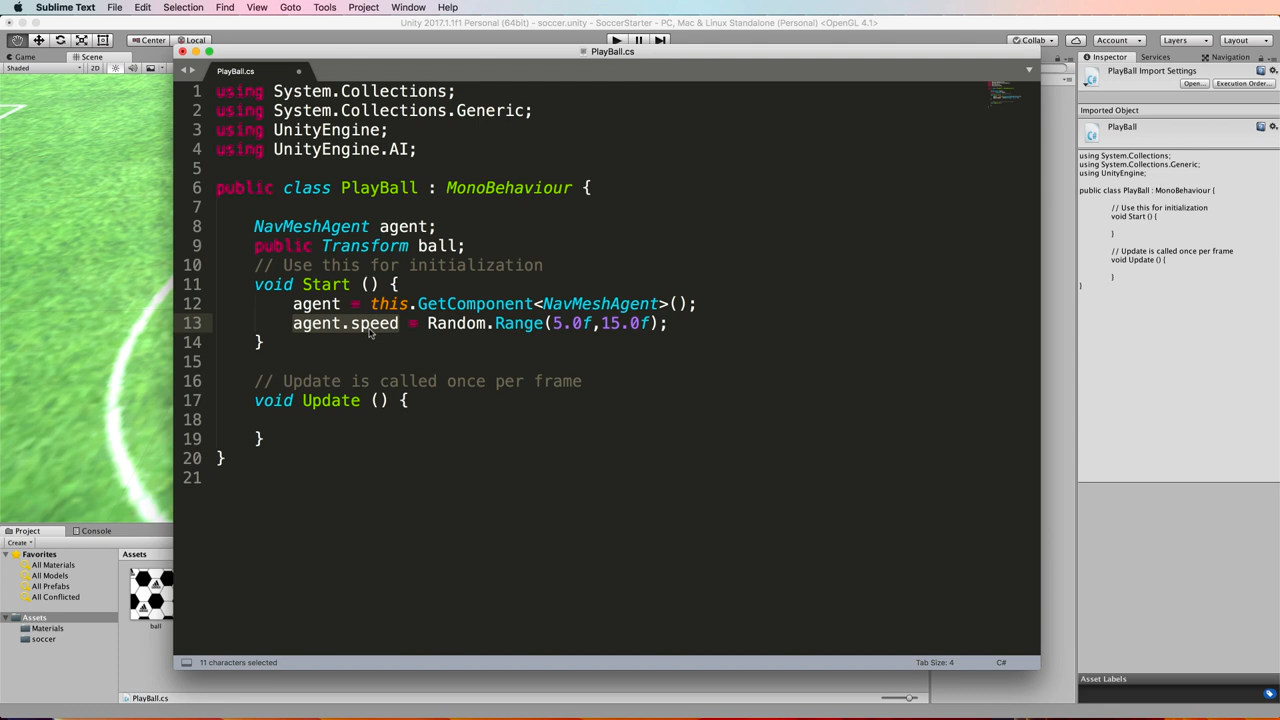 Sublime Text File Edit Selection Find View Goto Tools Project Window Help
Unity 2017.1.1f1 Personal (64bit) - soccer.unity - SoccerStarter - PC, Mac & Linux Standalone (Personal) <OpenGL 4.1>
Center Local Collab Account Layers Layout
PlayBall.cs
Game Scene
Inspector Services Navigation
Shaded 2D
PlayBall.cs
PlayBall Import Settings
Open... Execution Order...
Imported Object
PlayBall
using System.Collections;
using System.Collections.Generic;
using UnityEngine;
public class PlayBall : MonoBehaviour {
// Use this for initialization
void Start () {
}
// Update is called once per frame
void Update () {
}
}
1 using System.Collections;
2 using System.Collections.Generic;
3 using UnityEngine;
4 using UnityEngine.AI;
5
6 public class PlayBall : MonoBehaviour {
7
8 NavMeshAgent agent;
9 public Transform ball;
10 // Use this for initialization
11 void Start () {
12 agent = this.GetComponent<NavMeshAgent>();
13 agent.speed = Random.Range(5.0f,15.0f);
14 }
15
16 // Update is called once per frame
17 void Update () {
18
19 }
20 }
21
Project Console
Create
Favorites
All Materials
All Models
All Prefabs
All Conflicted
Assets
Materials
soccer
Assets
ball
11 characters selected Tab Size: 4 C#
PlayBall.cs
Asset Labels